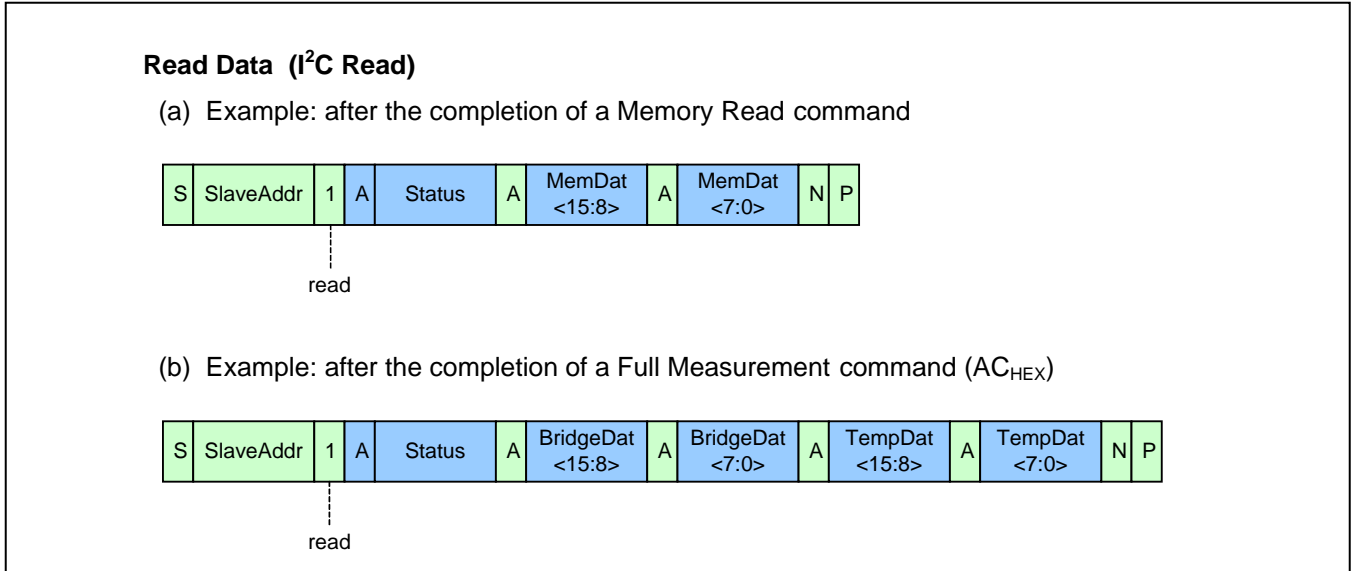 Read Data (I²C Read)
(a) Example: after the completion of a Memory Read command
S SlaveAddr 1 A Status A MemDat <15:8> A MemDat <7:0> N P
read
(b) Example: after the completion of a Full Measurement command (AC_HEX)
S SlaveAddr 1 A Status A BridgeDat <15:8> A BridgeDat <7:0> A TempDat <15:8> A TempDat <7:0> N P
read